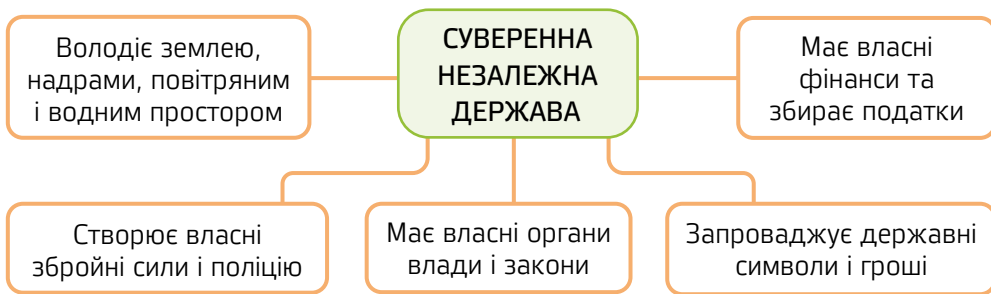 Володіє землею,
надрами, повітряним
і водним простором
СУВЕРЕННА
НЕЗАЛЕЖНА
ДЕРЖАВА
Має власні
фінанси та
збирає податки
Створює власні
збройні сили і поліцію
Має власні органи
влади і закони
Запроваджує державні
символи і гроші